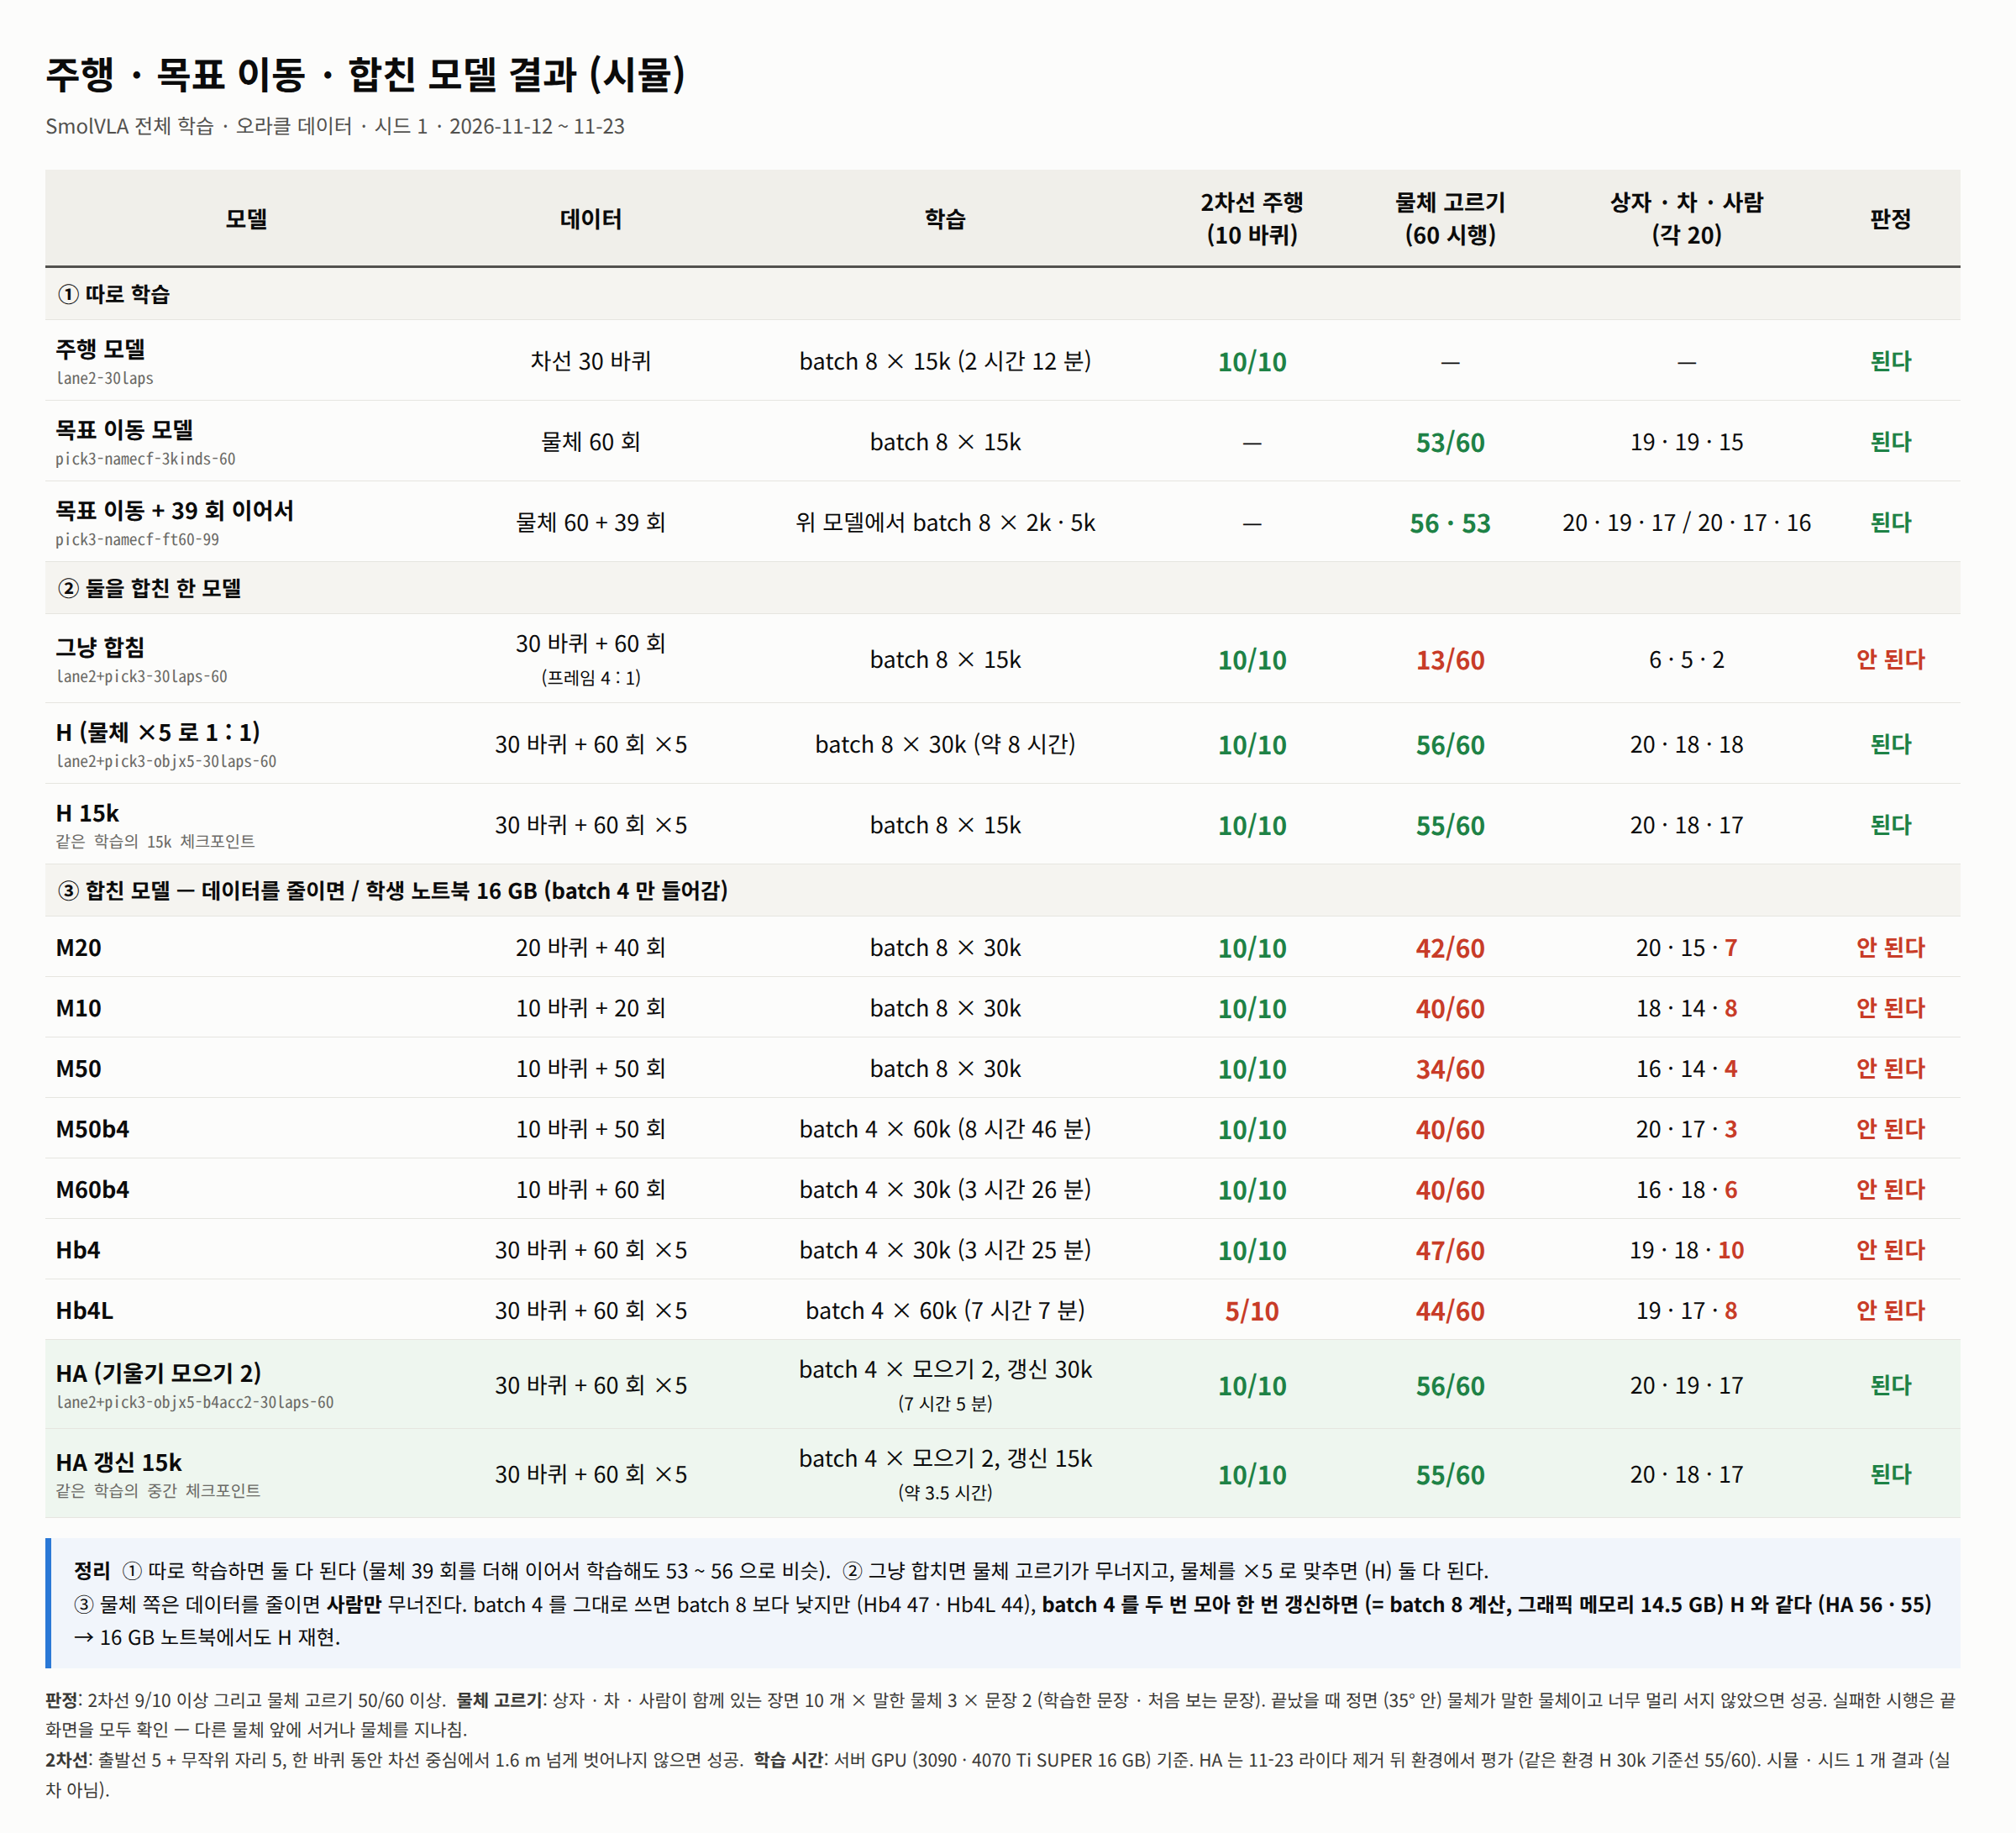 주행 · 목표 이동 · 합친 모델 결과 (시뮬)
SmolVLA 전체 학습 · 오라클 데이터 · 시드 1 · 2026-11-12 ~ 11-23
모델 데이터 학습 2차선 주행 (10 바퀴) 물체 고르기 (60 시행) 상자 · 차 · 사람 (각 20) 판정
① 따로 학습
주행 모델 차선 30 바퀴 batch 8 × 15k (2 시간 12 분) 10/10 — — 된다
lane2-30laps
목표 이동 모델 물체 60 회 batch 8 × 15k — 53/60 19 · 19 · 15 된다
pick3-namecf-3kinds-60
목표 이동 + 39 회 이어서 물체 60 + 39 회 위 모델에서 batch 8 × 2k · 5k — 56 · 53 20 · 19 · 17 / 20 · 17 · 16 된다
pick3-namecf-ft60-99
② 둘을 합친 한 모델
그냥 합침 30 바퀴 + 60 회 batch 8 × 15k 10/10 13/60 6 · 5 · 2 안 된다
lane2+pick3-30laps-60 (프레임 4 : 1)
H (물체 ×5 로 1 : 1) 30 바퀴 + 60 회 ×5 batch 8 × 30k (약 8 시간) 10/10 56/60 20 · 18 · 18 된다
lane2+pick3-objx5-30laps-60
H 15k 30 바퀴 + 60 회 ×5 batch 8 × 15k 10/10 55/60 20 · 18 · 17 된다
같은 학습의 15k 체크포인트
③ 합친 모델 — 데이터를 줄이면 / 학생 노트북 16 GB (batch 4 만 들어감)
M20 20 바퀴 + 40 회 batch 8 × 30k 10/10 42/60 20 · 15 · 7 안 된다
M10 10 바퀴 + 20 회 batch 8 × 30k 10/10 40/60 18 · 14 · 8 안 된다
M50 10 바퀴 + 50 회 batch 8 × 30k 10/10 34/60 16 · 14 · 4 안 된다
M50b4 10 바퀴 + 50 회 batch 4 × 60k (8 시간 46 분) 10/10 40/60 20 · 17 · 3 안 된다
M60b4 10 바퀴 + 60 회 batch 4 × 30k (3 시간 26 분) 10/10 40/60 16 · 18 · 6 안 된다
Hb4 30 바퀴 + 60 회 ×5 batch 4 × 30k (3 시간 25 분) 10/10 47/60 19 · 18 · 10 안 된다
Hb4L 30 바퀴 + 60 회 ×5 batch 4 × 60k (7 시간 7 분) 5/10 44/60 19 · 17 · 8 안 된다
HA (기울기 모으기 2) 30 바퀴 + 60 회 ×5 batch 4 × 모으기 2, 갱신 30k 10/10 56/60 20 · 19 · 17 된다
lane2+pick3-objx5-b4acc2-30laps-60 (7 시간 5 분)
HA 갱신 15k 30 바퀴 + 60 회 ×5 batch 4 × 모으기 2, 갱신 15k 10/10 55/60 20 · 18 · 17 된다
같은 학습의 중간 체크포인트 (약 3.5 시간)
정리 ① 따로 학습하면 둘 다 된다 (물체 39 회를 더해 이어서 학습해도 53 ~ 56 으로 비슷). ② 그냥 합치면 물체 고르기가 무너지고, 물체를 ×5 로 맞추면 (H) 둘 다 된다.
③ 물체 쪽은 데이터를 줄이면 사람만 무너진다. batch 4 를 그대로 쓰면 batch 8 보다 낮지만 (Hb4 47 · Hb4L 44), batch 4 를 두 번 모아 한 번 갱신하면 (= batch 8 계산, 그래픽 메모리 14.5 GB) H 와 같다 (HA 56 · 55)
→ 16 GB 노트북에서도 H 재현.
판정: 2차선 9/10 이상 그리고 물체 고르기 50/60 이상. 물체 고르기: 상자 · 차 · 사람이 함께 있는 장면 10 개 × 말한 물체 3 × 문장 2 (학습한 문장 · 처음 보는 문장). 끝났을 때 정면 (35° 안) 물체가 말한 물체이고 너무 멀리 서지 않았으면 성공. 실패한 시행은 끝
화면을 모두 확인 — 다른 물체 앞에 서거나 물체를 지나침.
2차선: 출발선 5 + 무작위 자리 5, 한 바퀴 동안 차선 중심에서 1.6 m 넘게 벗어나지 않으면 성공. 학습 시간: 서버 GPU (3090 · 4070 Ti SUPER 16 GB) 기준. HA 는 11-23 라이다 제거 뒤 환경에서 평가 (같은 환경 H 30k 기준선 55/60). 시뮬 · 시드 1 개 결과 (실
차 아님).